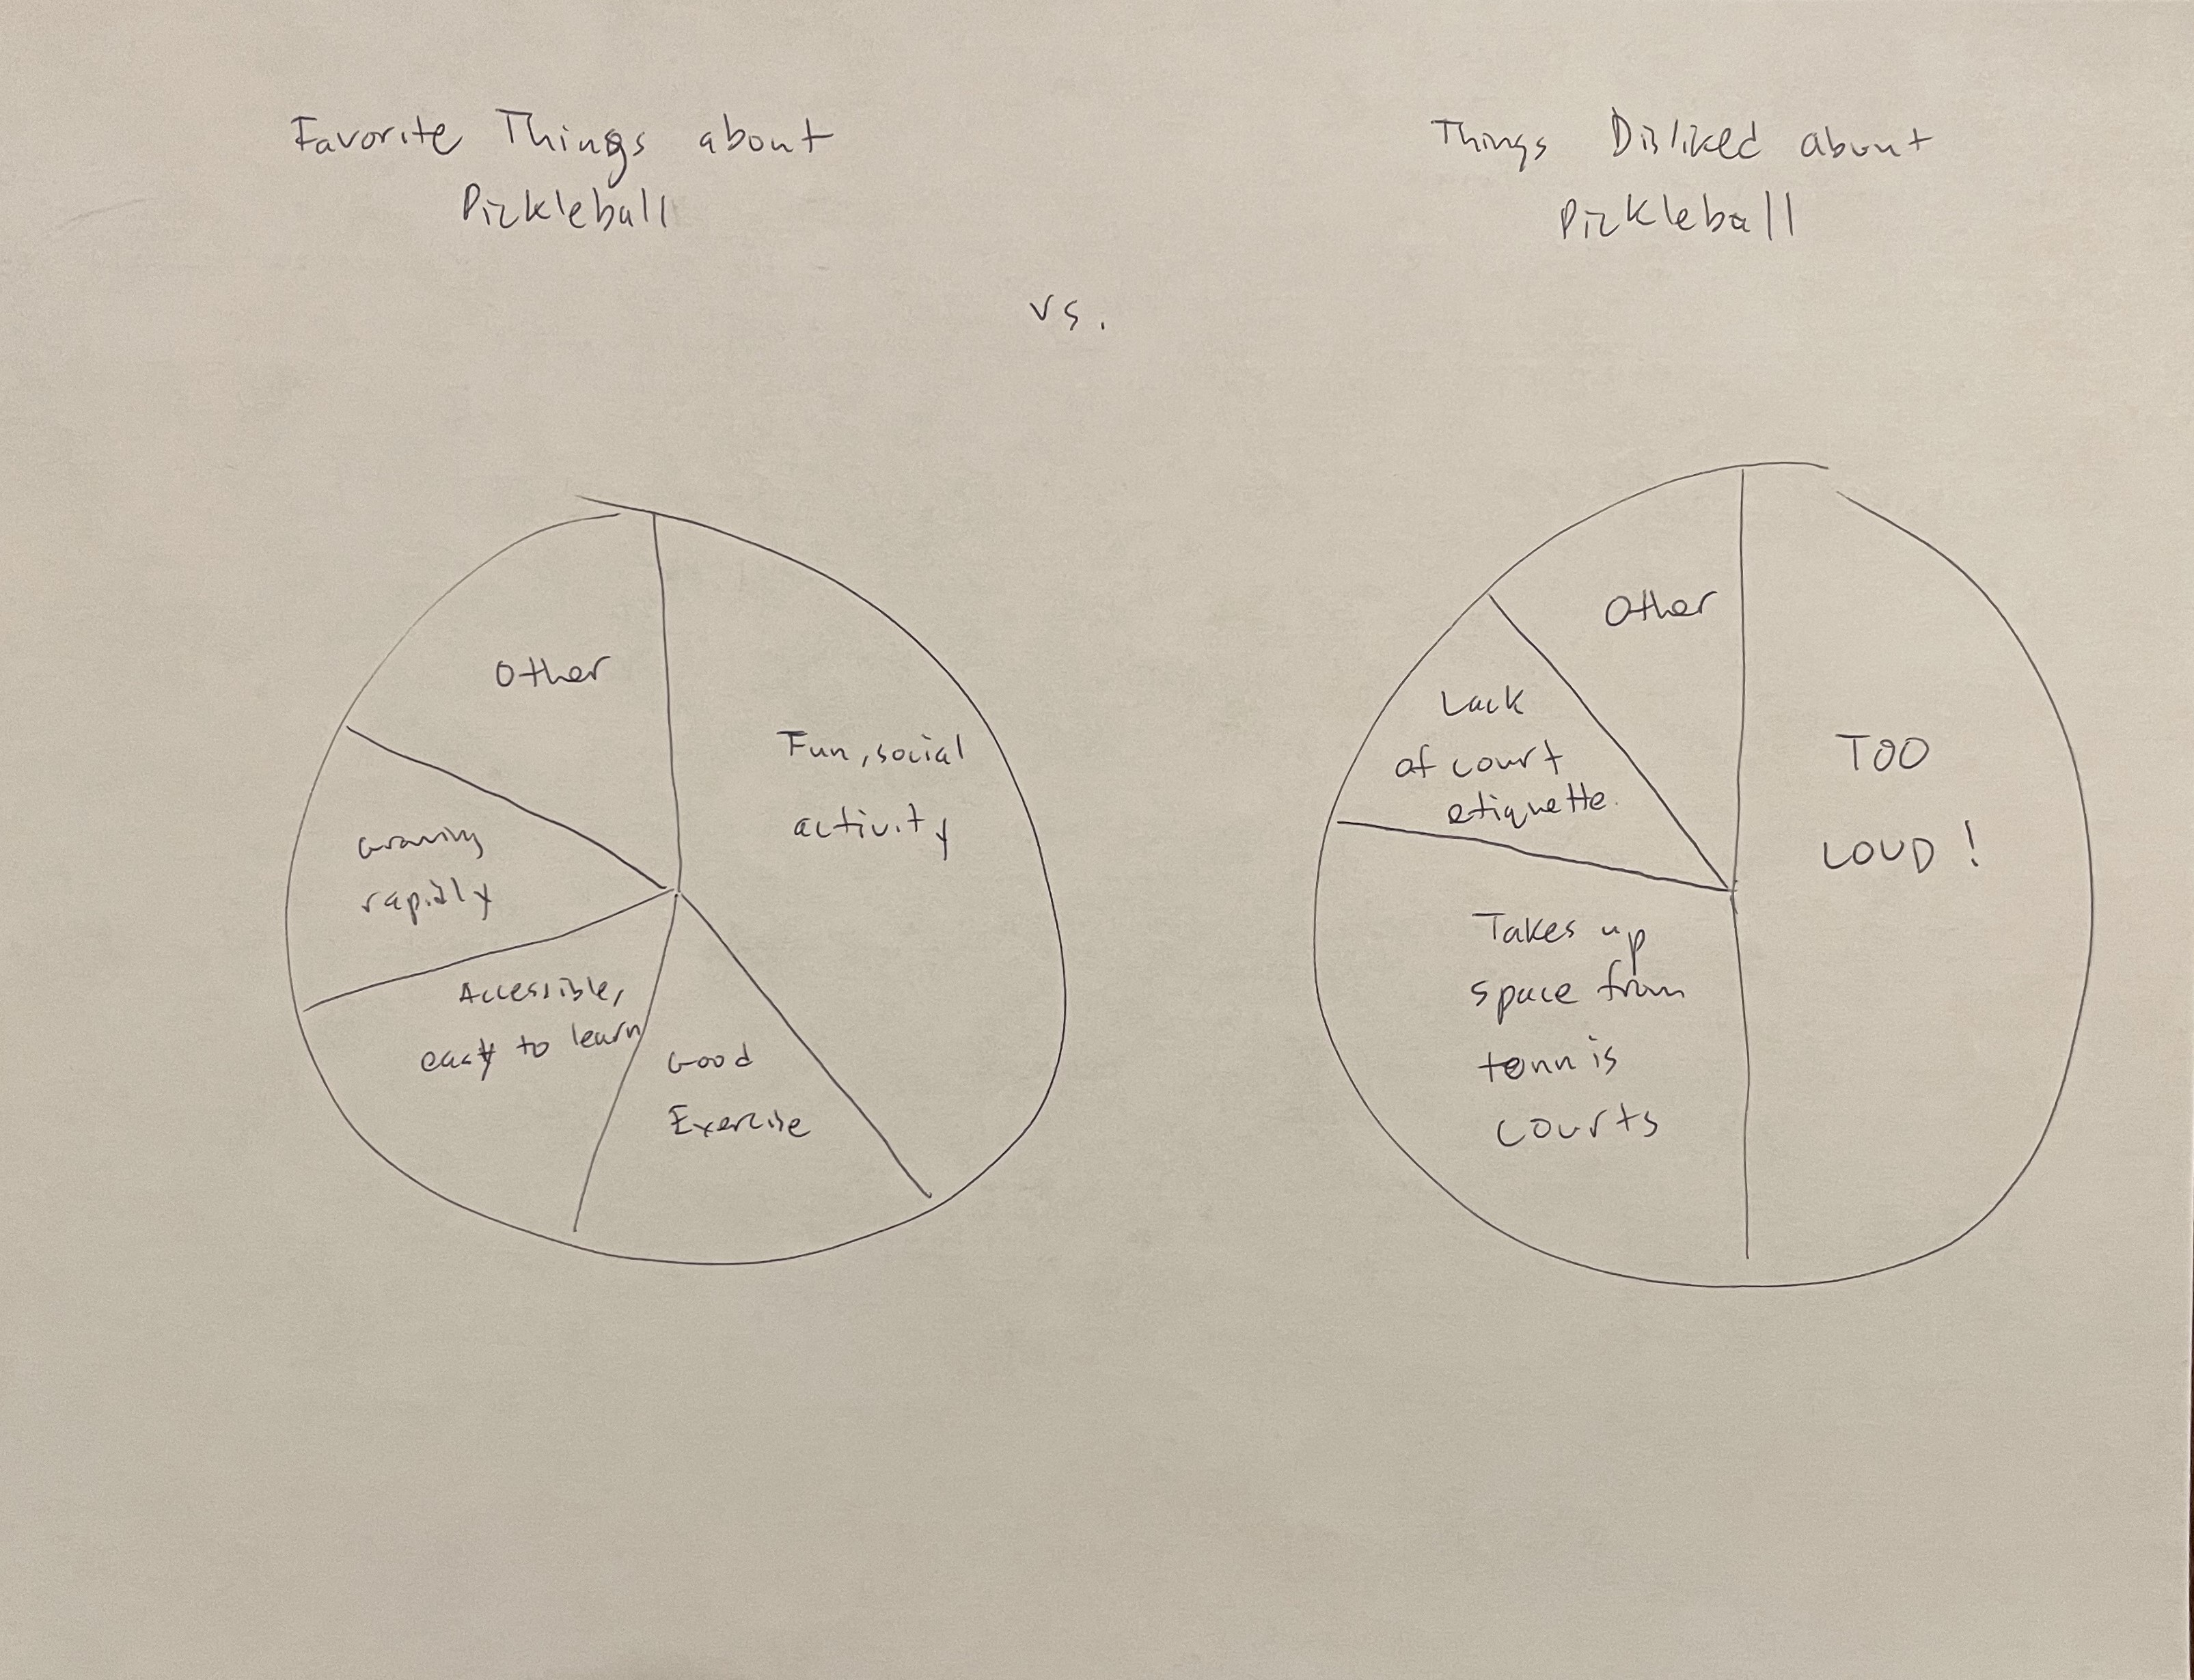 Favorite Things about
Pickleball
vs.
Things Disliked about
Pickleball
Other
Fun, social
activity
Growing
rapidly
Accessible,
easy to learn
Good
Exercise
Other
Lack
of court
etiquette.
TOO
LOUD!
Takes up
space from
tennis
courts